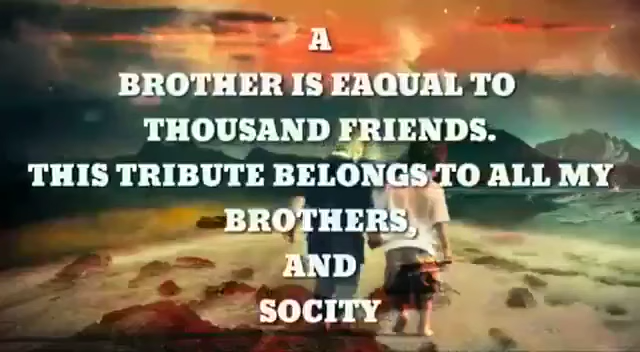 A
BROTHER IS EAQUAL TO
THOUSAND FRIENDS.
THIS TRIBUTE BELONGS TO ALL MY
BROTHERS,
AND
SOCITY